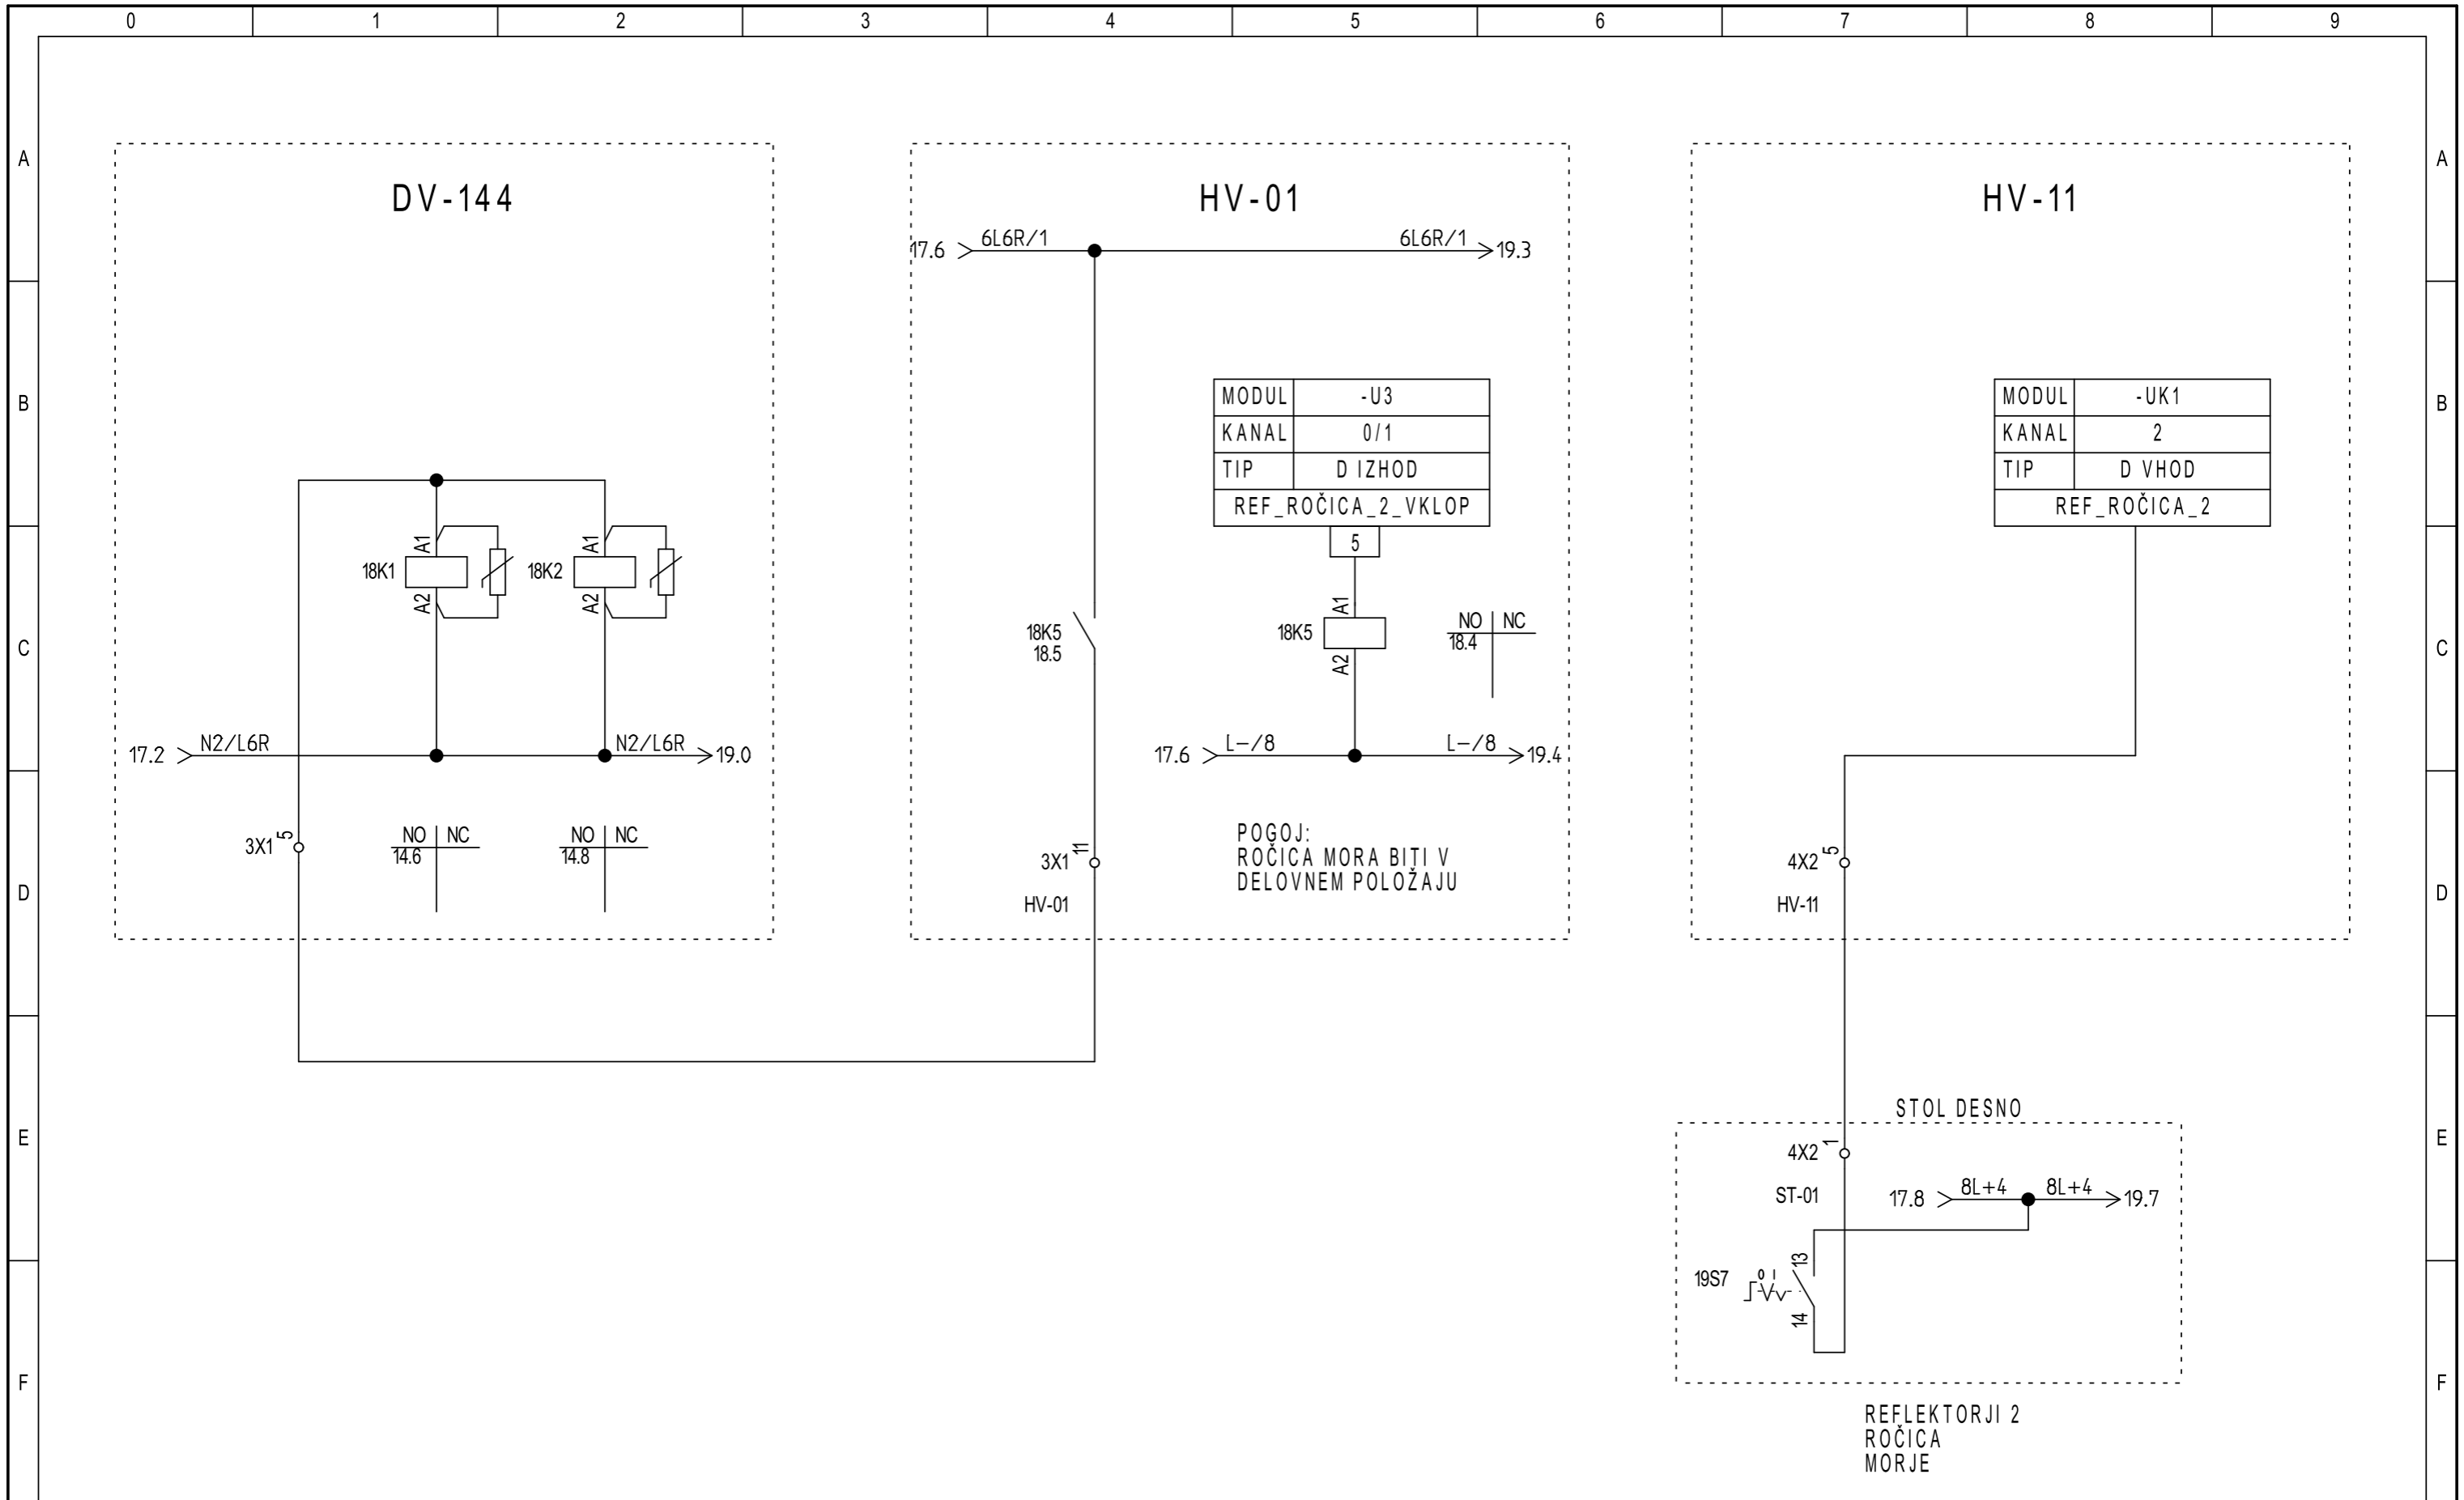 0 1 2 3 4 5 6 7 8 9
A A
B B
C C
D D
E E
F F
DV-144
18K1
A1
A2
18K2
A1
A2
17.2 N2/L6R N2/L6R 19.0
3X1 5
NO NC
14.6
NO NC
14.8
HV-01
17.6 6L6R/1 6L6R/1 19.3
MODUL -U3
KANAL 0/1
TIP D IZHOD
REF_ROČICA_2_VKLOP
5
18K5
18.5
18K5
A1
A2
NO NC
18.4
17.6 L-/8 L-/8 19.4
3X1 11
HV-01
POGOJ:
ROČICA MORA BITI V
DELOVNEM POLOŽAJU
HV-11
MODUL -UK1
KANAL 2
TIP D VHOD
REF_ROČICA_2
4X2 5
HV-11
STOL DESNO
4X2 1
ST-01
17.8 8L+4 8L+4 19.7
19S7
0 I
13
14
REFLEKTORJI 2
ROČICA
MORJE